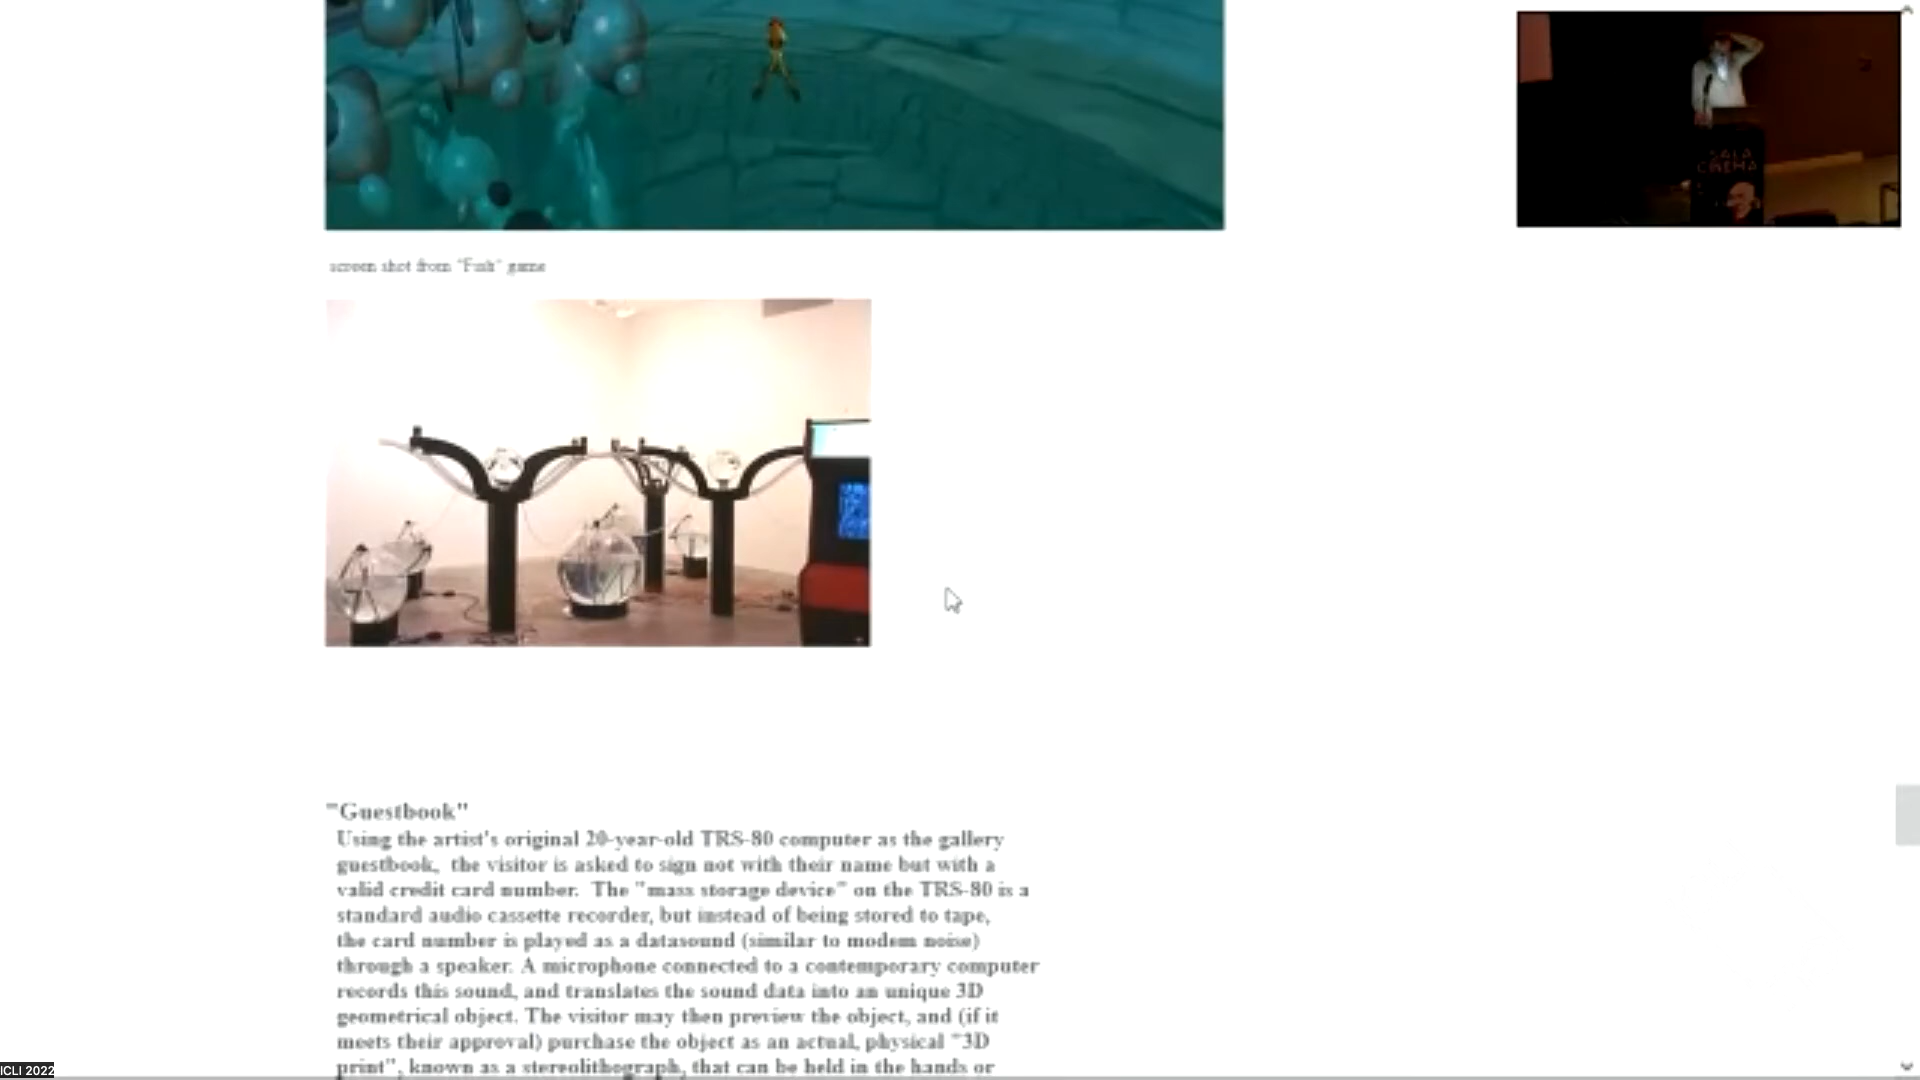 SALA
CINEMA
screen shot from "Fish" game
"Guestbook"
Using the artist's original 20-year-old TRS-80 computer as the gallery
guestbook, the visitor is asked to sign not with their name but with a
valid credit card number. The "mass storage device" on the TRS-80 is a
standard audio cassette recorder, but instead of being stored to tape,
the card number is played as a datasound (similar to modem noise)
through a speaker. A microphone connected to a contemporary computer
records this sound, and translates the sound data into an unique 3D
geometrical object. The visitor may then preview the object, and (if it
meets their approval) purchase the object as an actual, physical "3D
print", known as a stereolithograph, that can be held in the hands or
ICLI 2022